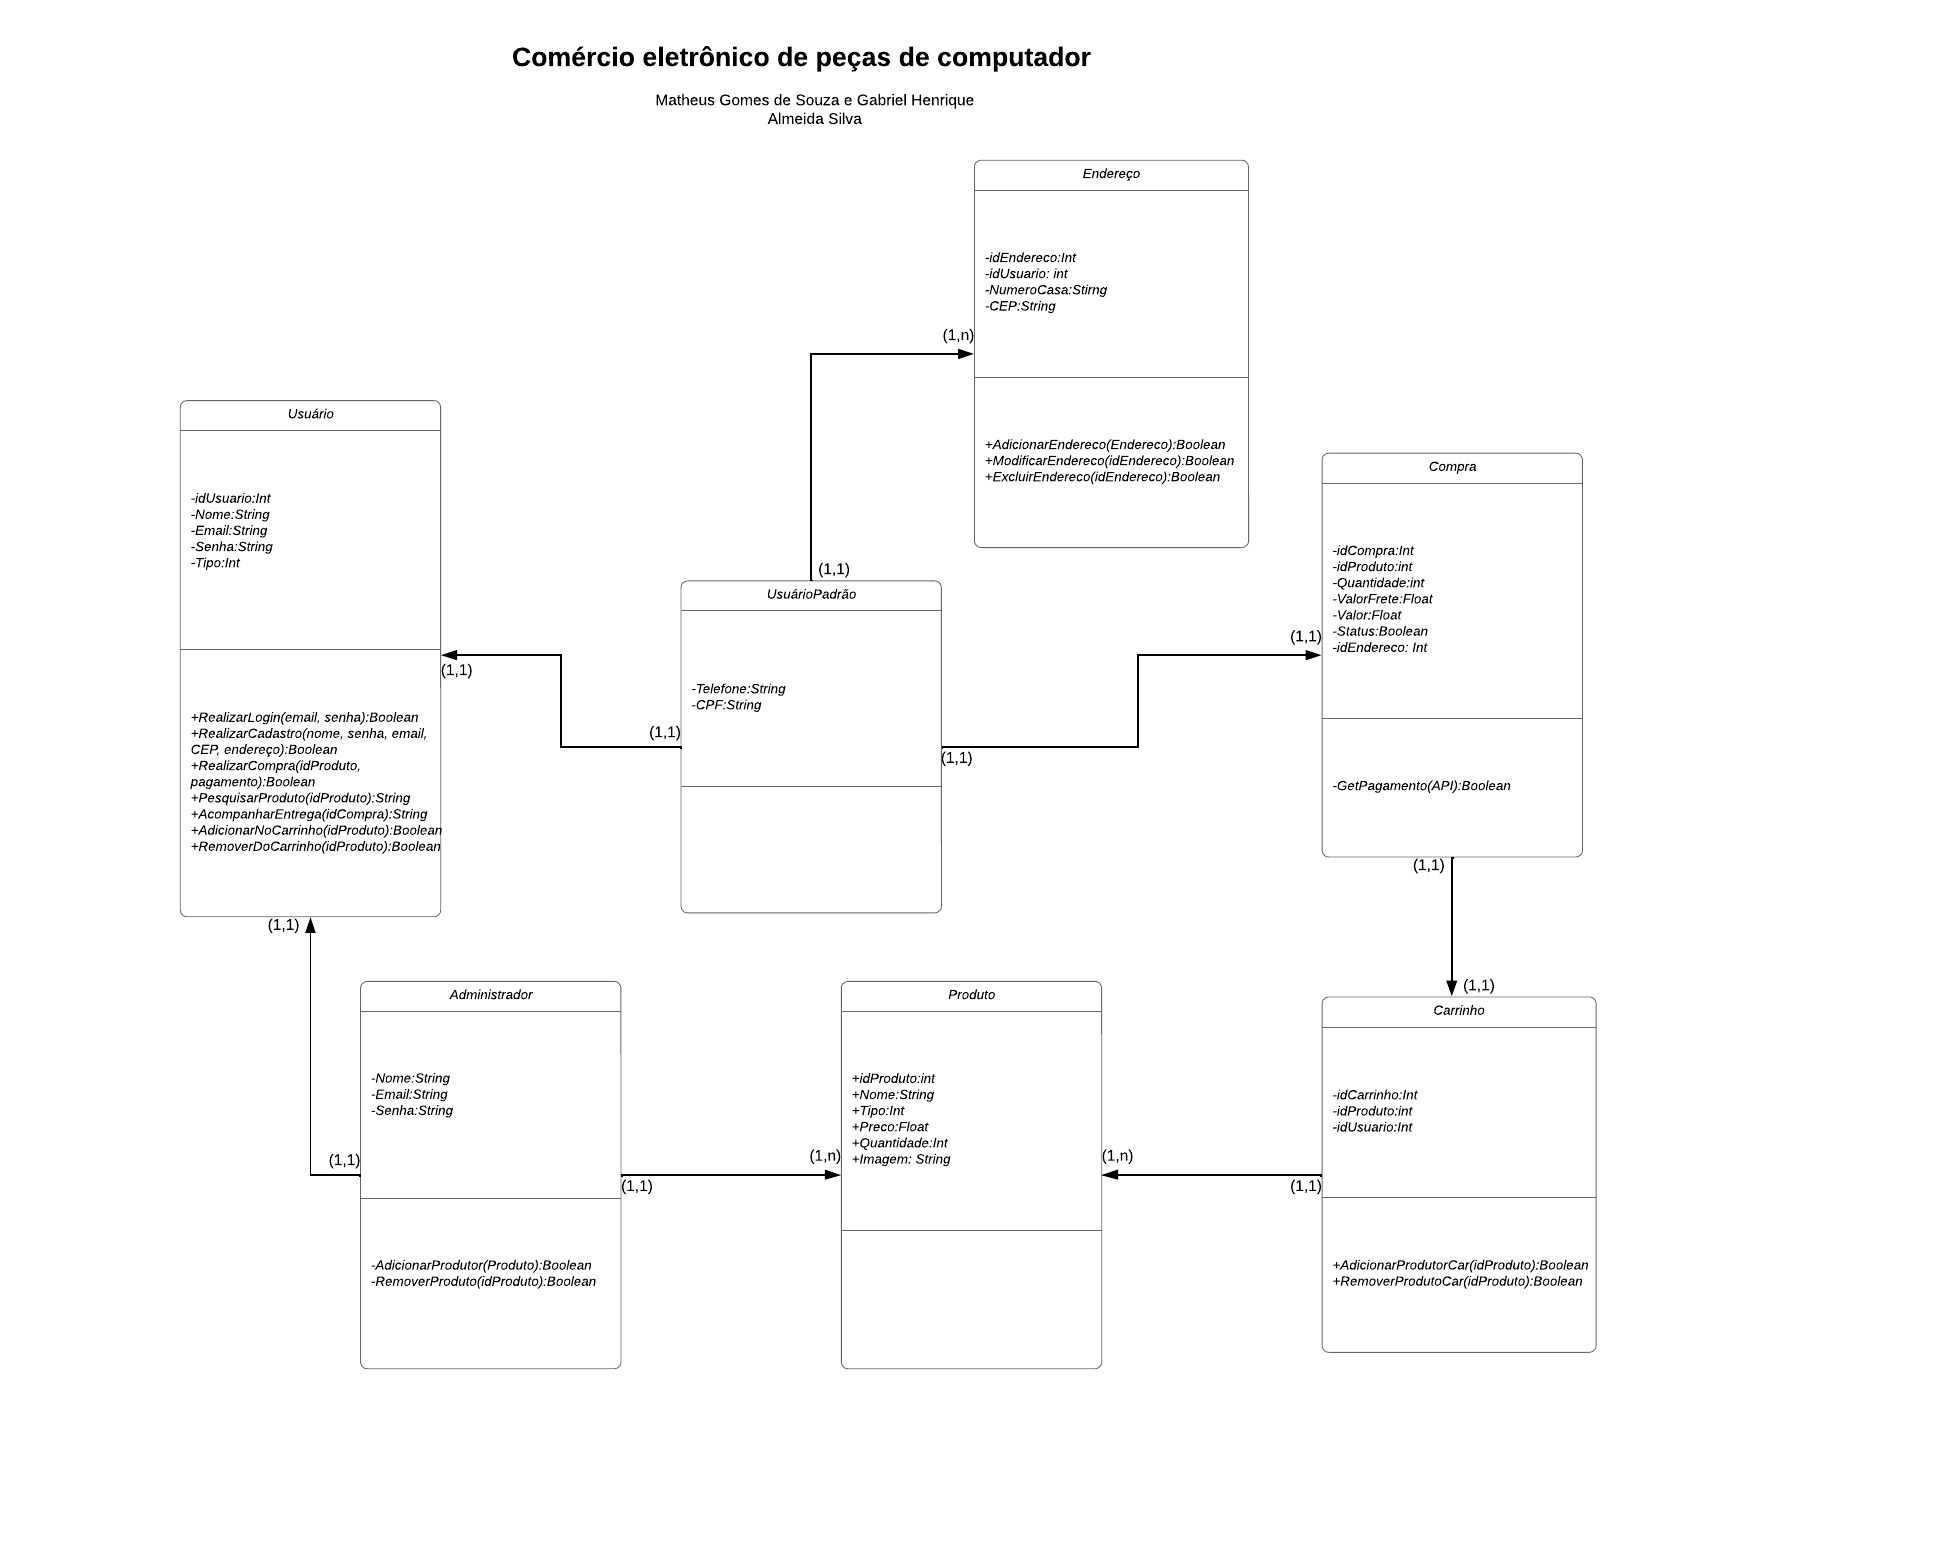 Comércio eletrônico de peças de computador
Matheus Gomes de Souza e Gabriel Henrique
Almeida Silva
Endereço
-idEndereco:Int
-idUsuario: int
-NumeroCasa:Stirng
-CEP:String
(1,n)
+AdicionarEndereco(Endereco):Boolean
+ModificarEndereco(idEndereco):Boolean
+ExcluirEndereco(idEndereco):Boolean
Usuário
-idUsuario:Int
-Nome:String
-Email:String
-Senha:String
-Tipo:Int
(1,1)
+RealizarLogin(email, senha):Boolean
+RealizarCadastro(nome, senha, email,
CEP, endereço):Boolean
+RealizarCompra(idProduto,
pagamento):Boolean
+PesquisarProduto(idProduto):String
+AcompanharEntrega(idCompra):String
+AdicionarNoCarrinho(idProduto):Boolean
+RemoverDoCarrinho(idProduto):Boolean
(1,1)
(1,1)
UsuárioPadrão
-Telefone:String
-CPF:String
(1,1)
(1,1)
Compra
-idCompra:Int
-idProduto:int
-Quantidade:int
-ValorFrete:Float
-Valor:Float
-Status:Boolean
-idEndereco: Int
(1,1)
-GetPagamento(API):Boolean
(1,1)
Administrador
-Nome:String
-Email:String
-Senha:String
(1,1)
(1,1)
-AdicionarProdutor(Produto):Boolean
-RemoverProduto(idProduto):Boolean
Produto
+idProduto:int
+Nome:String
+Tipo:Int
+Preco:Float
+Quantidade:Int
+Imagem: String
(1,n)
(1,n)
(1,1)
Carrinho
-idCarrinho:Int
-idProduto:int
-idUsuario:Int
(1,1)
+AdicionarProdutorCar(idProduto):Boolean
+RemoverProdutoCar(idProduto):Boolean